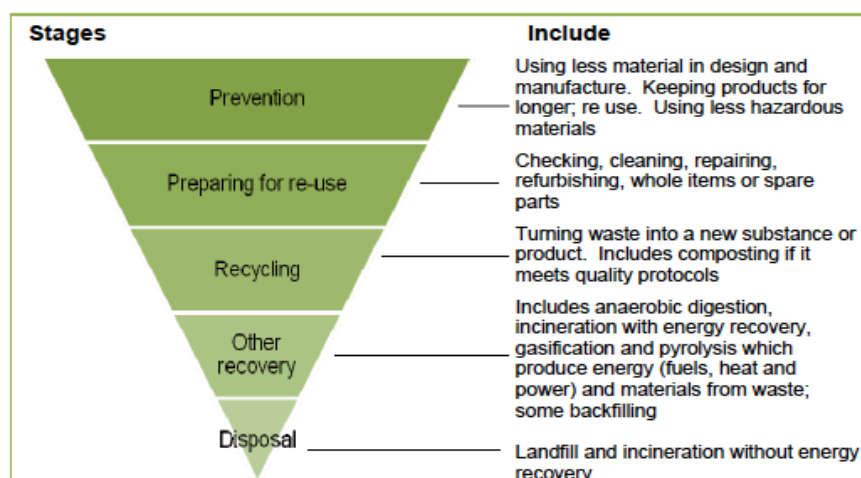 Stages
Include
Prevention
Using less material in design and
manufacture. Keeping products for
longer; re use. Using less hazardous
materials
Preparing for re-use
Checking, cleaning, repairing,
refurbishing, whole items or spare
parts
Recycling
Turning waste into a new substance or
product. Includes composting if it
meets quality protocols
Other
recovery
Includes anaerobic digestion,
incineration with energy recovery,
gasification and pyrolysis which
produce energy (fuels, heat and
power) and materials from waste;
some backfilling
Disposal
Landfill and incineration without energy
recovery